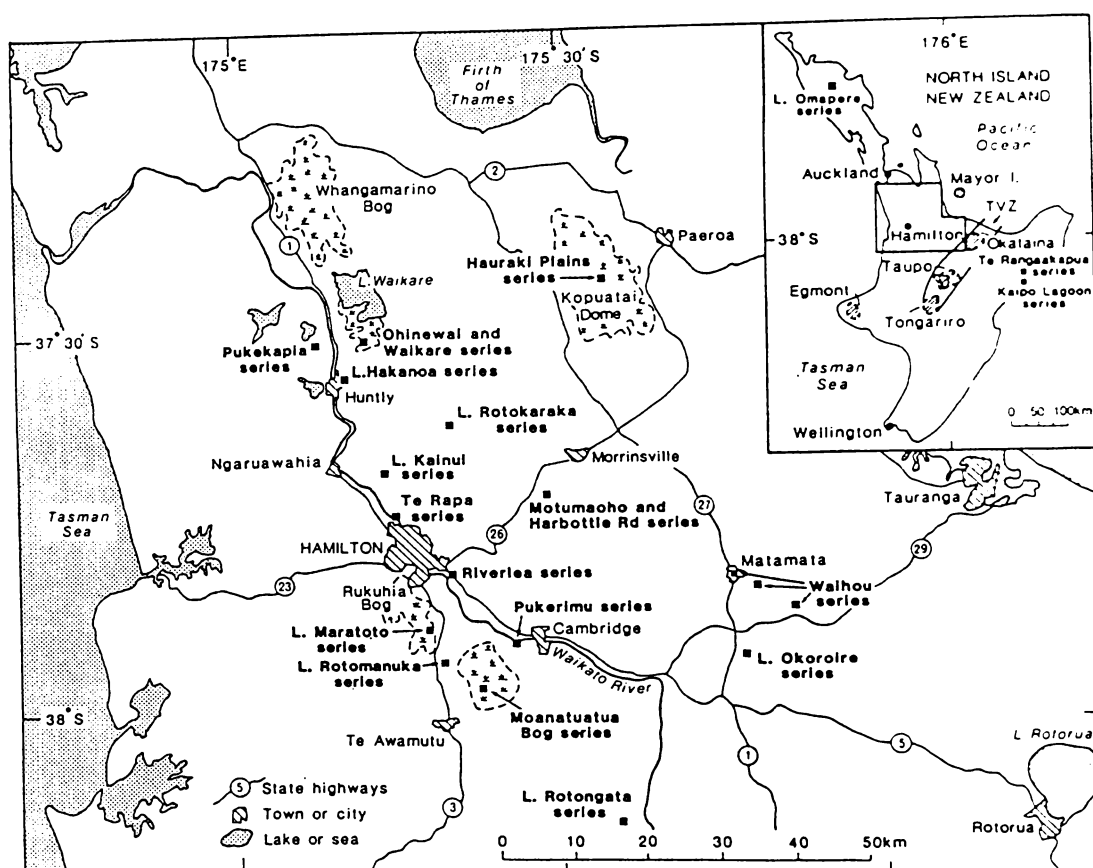 175°E
175° 30'S
Firth
of
Thames
Whangamarino
Bog
2
1
Paeroa
L. Waikare
Hauraki Plains
series
Kopuatai
Dome
37° 30'S
Ohinewai and
Waikare series
Pukekapia
series
L.Hakanoa series
Huntly
L. Rotokaraka
series
Ngaruawahia
L. Kainui
series
Morrinsville
Te Rapa
series
Motumaoho and
Harbottle Rd series
Tasman
Sea
26
27
29
Tauranga
HAMILTON
Matamata
23
Riverlea series
Waihou
series
Rukuhia
Bog
Pukerimu series
L. Maratoto
series
Cambridge
L. Rotomanuka
series
Waikato River
L. Okoroire
series
38°S
Moanatuatua
Bog series
Te Awamutu
L. Rotorua
5
1
5 State highways
Town or city
Lake or sea
3
L. Rotongata
series
Rotorua
0 10 20 30 40 50km
176°E
NORTH ISLAND
NEW ZEALAND
L. Omapere
series
Pacific
Ocean
Auckland
Mayor I.
TVZ
38°S
Hamilton
Okataina
Taupo
Te Rangaakapua
series
Kaipo Lagoon
series
Egmont
Tongariro
Tasman
Sea
0 50 100km
Wellington